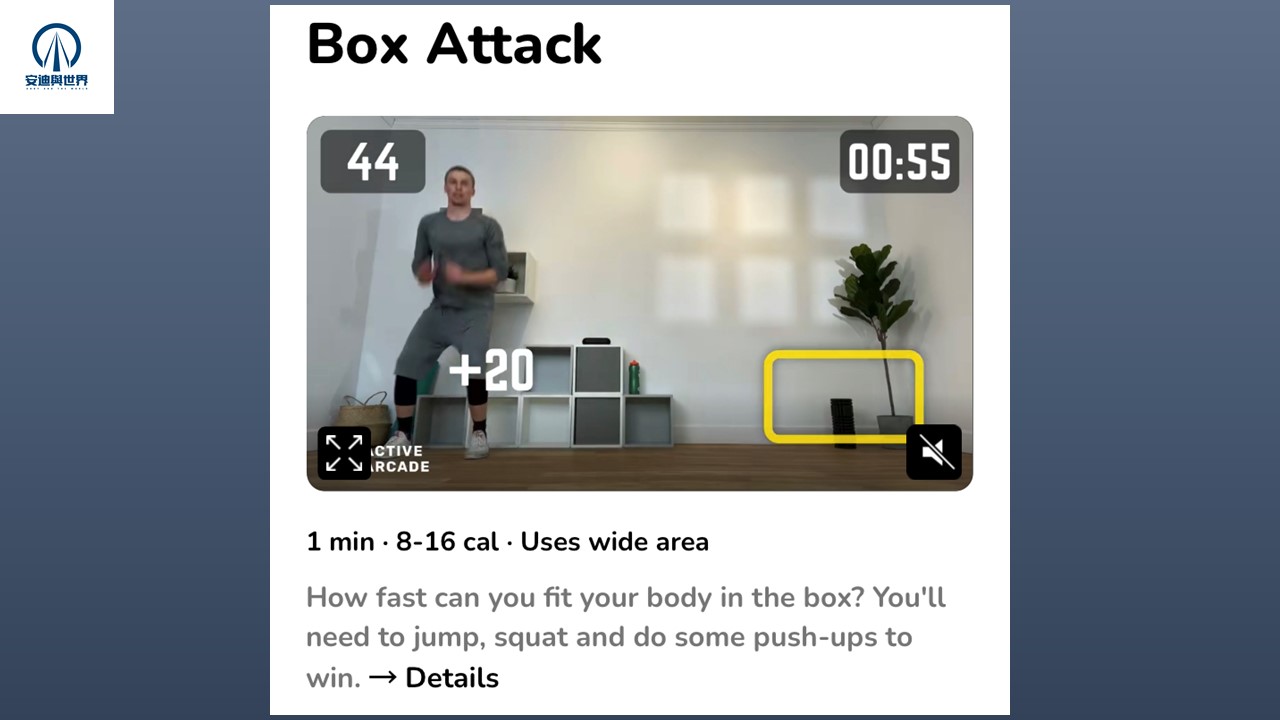 安迪與世界
Box Attack
44
00:55
+20
ACTIVE
ARCADE
1 min · 8-16 cal · Uses wide area
How fast can you fit your body in the box? You'll
need to jump, squat and do some push-ups to
win. → Details